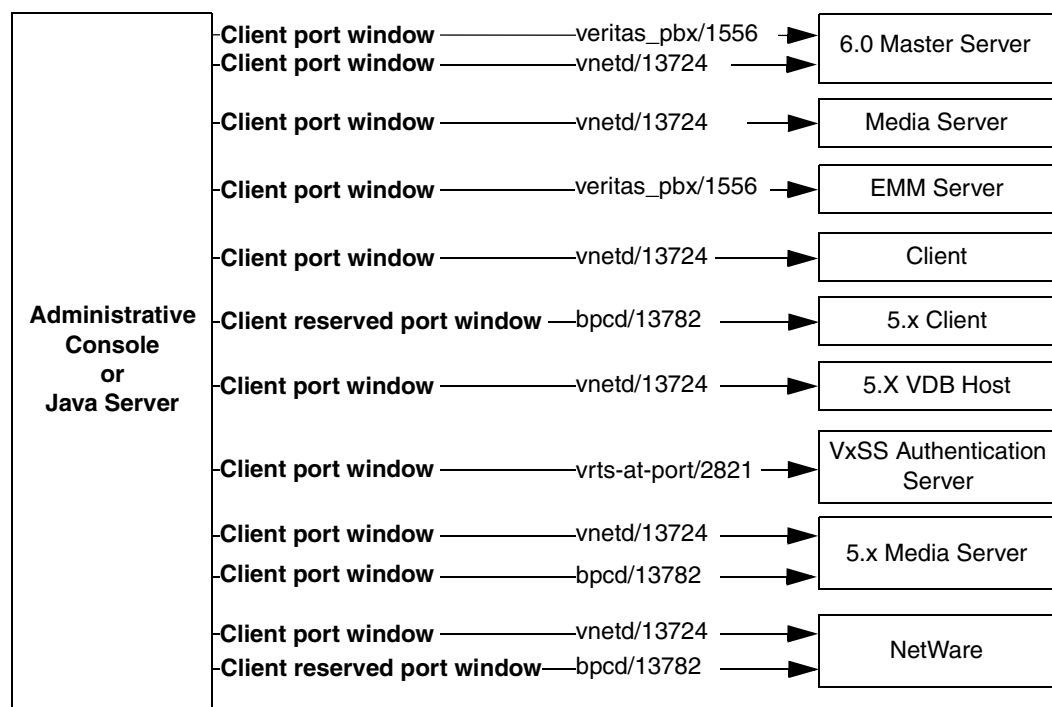 Client port window veritas_pbx/1556 6.0 Master Server
Client port window vnetd/13724
Client port window vnetd/13724 Media Server
Client port window veritas_pbx/1556 EMM Server
Client port window vnetd/13724 Client
Administrative
Console
or
Java Server
Client reserved port window bpcd/13782 5.x Client
Client port window vnetd/13724 5.X VDB Host
Client port window vrts-at-port/2821 VxSS Authentication
Server
Client port window vnetd/13724 5.x Media Server
Client port window bpcd/13782
Client port window vnetd/13724 NetWare
Client reserved port window bpcd/13782